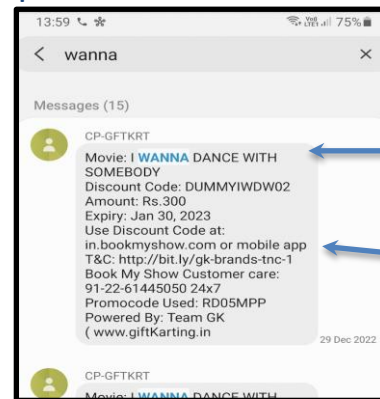 13:59
75%
wanna
Messages (15)
CP-GFTKRT
Movie: I WANNA DANCE WITH
SOMEBODY
Discount Code: DUMMYIWDW02
Amount: Rs.300
Expiry: Jan 30, 2023
Use Discount Code at:
in.bookmyshow.com or mobile app
T&C: http://bit.ly/gk-brands-tnc-1
Book My Show Customer care:
91-22-61445050 24x7
Promocode Used: RD05MPP
Powered By: Team GK
( www.giftKarting.in
29 Dec 2022
CP-GFTKRT
Movie: I WANNA DANCE WITH